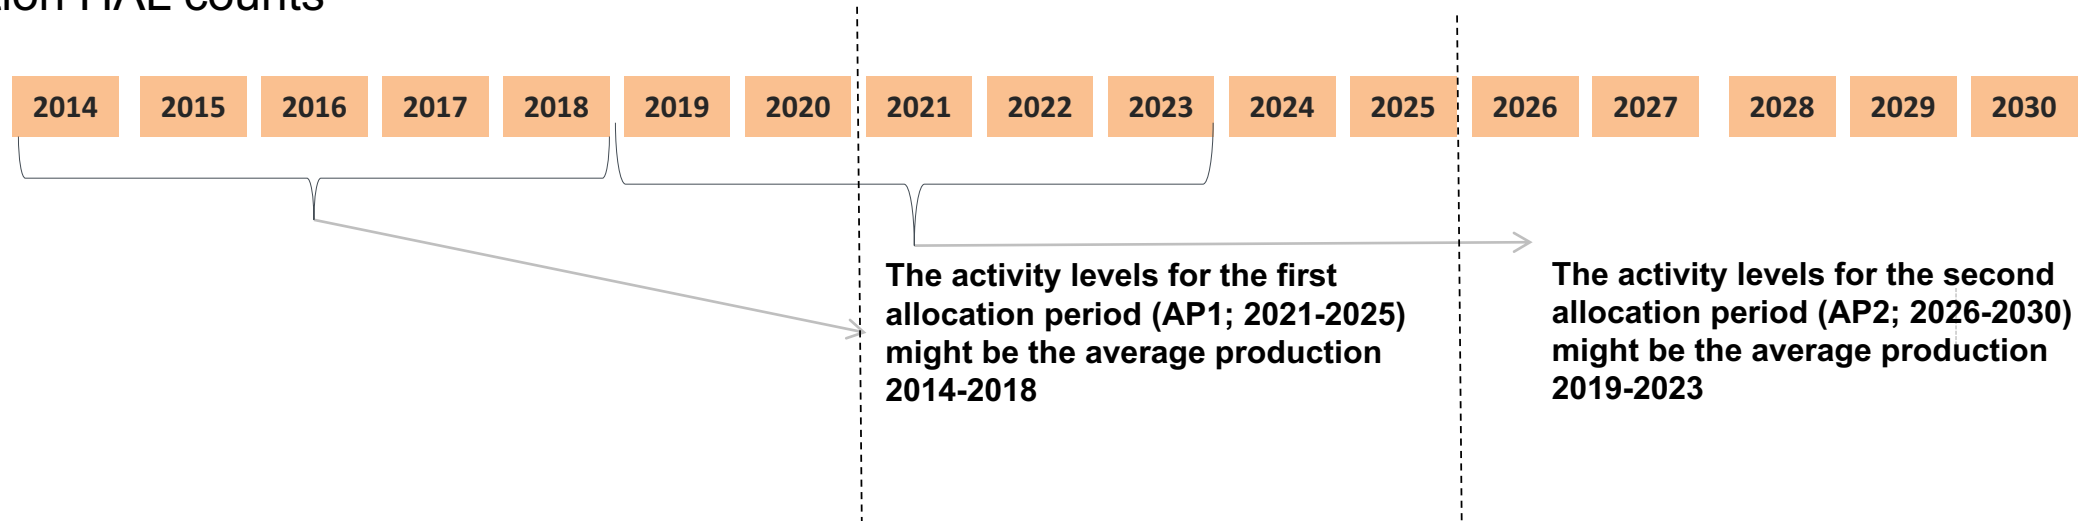 HAL counts
2014 2015 2016 2017 2018 2019 2020 2021 2022 2023 2024 2025 2026 2027 2028 2029 2030
The activity levels for the first
allocation period (AP1; 2021-2025)
might be the average production
2014-2018
The activity levels for the second
allocation period (AP2; 2026-2030)
might be the average production
2019-2023